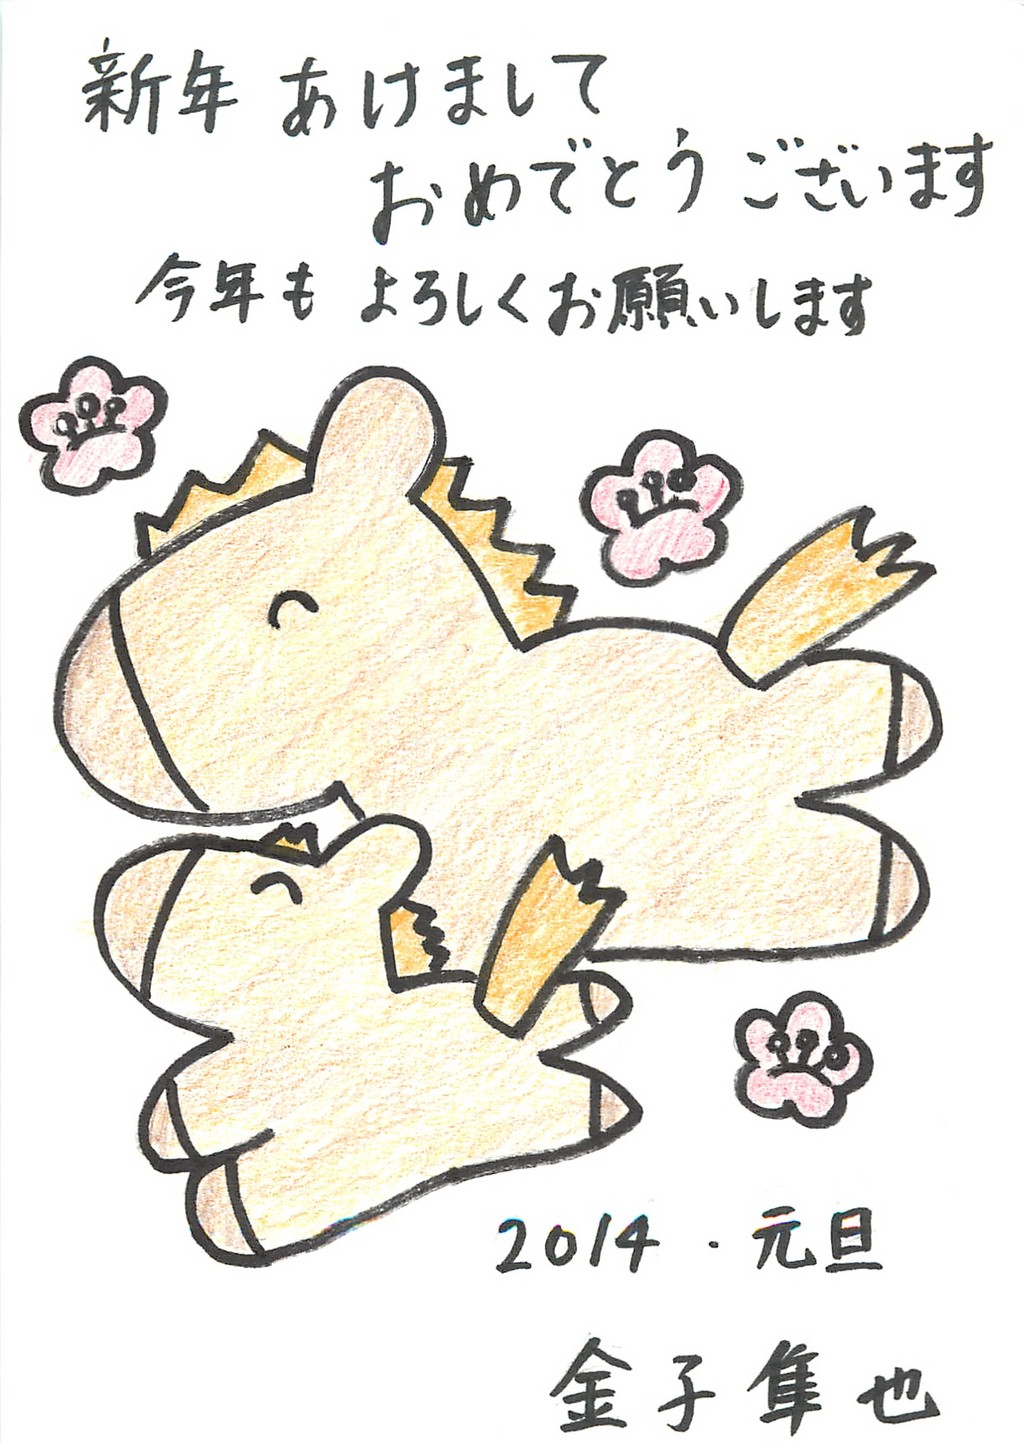 新年 あけまして
おめでとうございます
今年も よろしくお願いします
2014.元旦
金子隼也